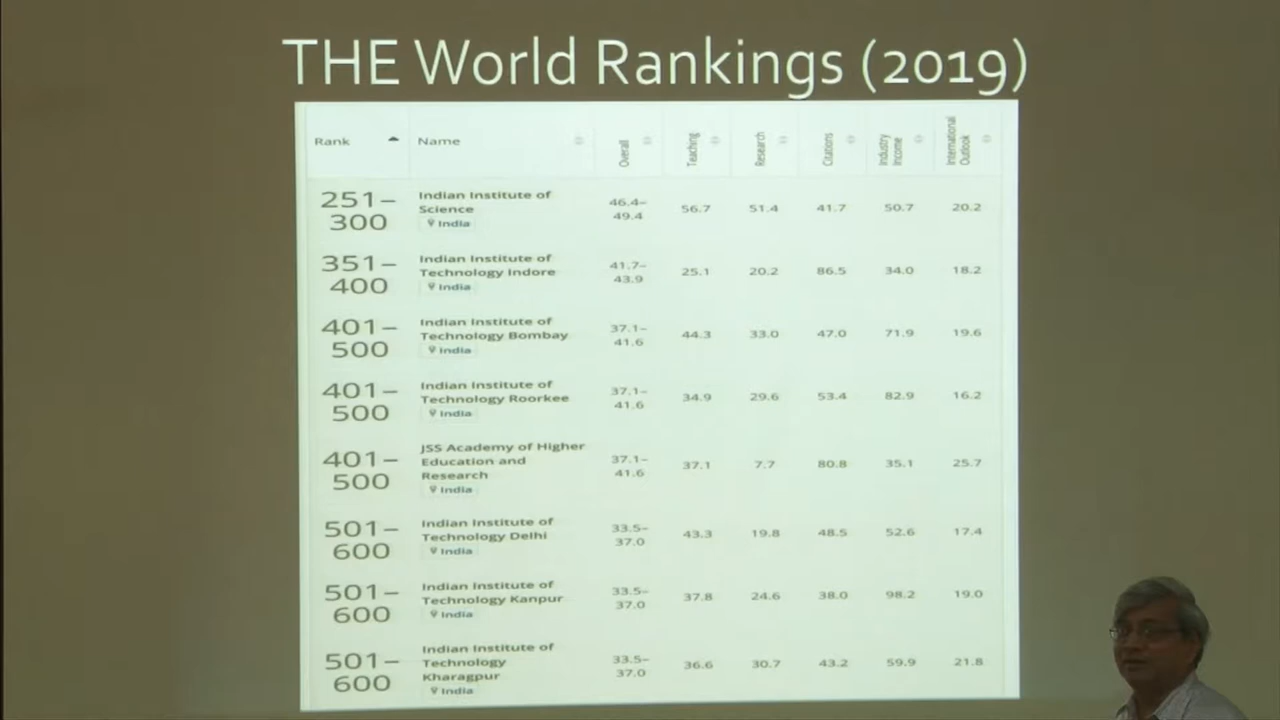 THE World Rankings (2019)
Rank Name Overall Teaching Research Citations Industry Income International Outlook
251– 300 Indian Institute of Science India 46.4– 49.4 56.7 51.4 41.7 50.7 20.2
351– 400 Indian Institute of Technology Indore India 41.7– 43.9 25.1 20.2 86.5 34.0 18.2
401– 500 Indian Institute of Technology Bombay India 37.1– 41.6 44.3 33.0 47.0 71.9 19.6
401– 500 Indian Institute of Technology Roorkee India 37.1– 41.6 34.9 29.6 53.4 82.9 16.2
401– 500 JSS Academy of Higher Education and Research India 37.1– 41.6 37.1 7.7 80.8 35.1 25.7
501– 600 Indian Institute of Technology Delhi India 33.5– 37.0 43.3 19.8 48.5 52.6 17.4
501– 600 Indian Institute of Technology Kanpur India 33.5– 37.0 37.8 24.6 38.0 98.2 19.0
501– 600 Indian Institute of Technology Kharagpur India 33.5– 37.0 36.6 30.7 43.2 59.9 21.8